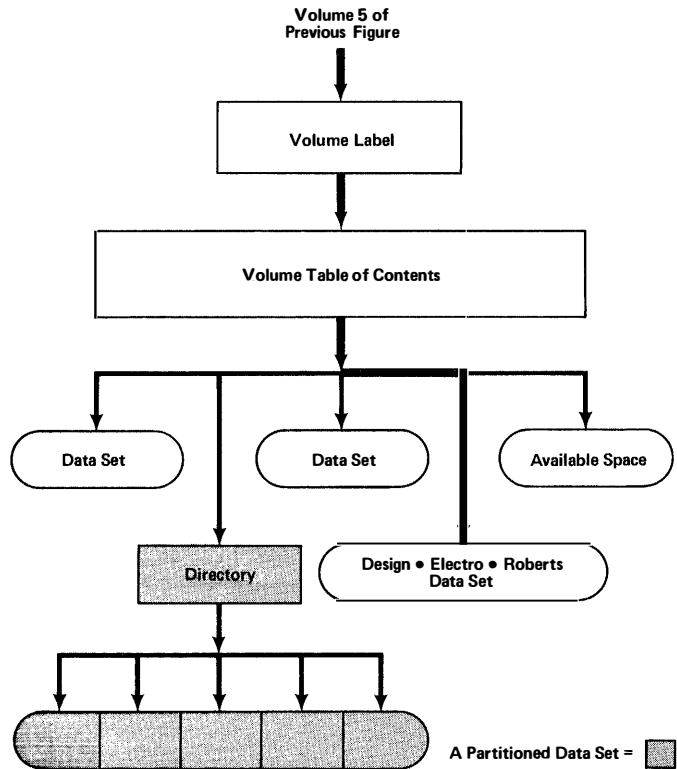 Volume 5 of
Previous Figure
Volume Label
Volume Table of Contents
Data Set
Data Set
Available Space
Directory
Design • Electro • Roberts
Data Set
A Partitioned Data Set =